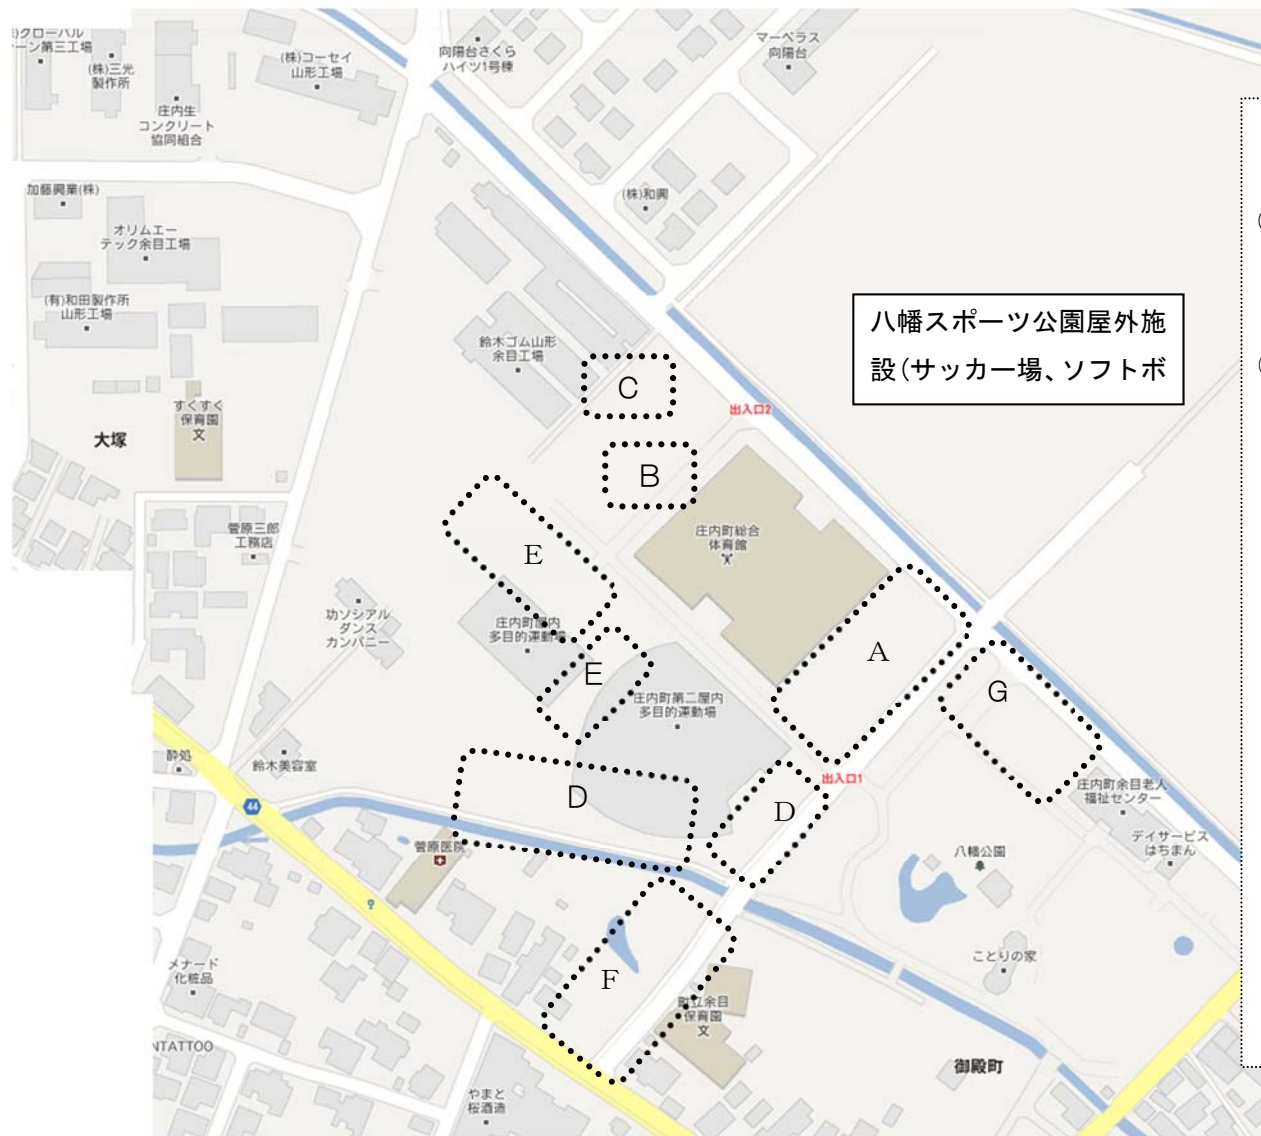 (株)グローバル
ーン第三工場
(株)三光
製作所
庄内生
コンクリート
協同組合
(株)コーセイ
山形工場
向陽台さくら
ハイツ1号棟
マーベラス
向陽台
加藤興業(株)
オリムエー
テック余目工場
(有)和田製作所
山形工場
(株)和興
鈴木ゴム山形
余目工場
八幡スポーツ公園屋外施
設(サッカー場、ソフトボ
C
出入口2
すくすく
保育園
文
大塚
B
菅原三郎
工務店
E
庄内町総合
体育館
功ソシアル
ダンス
カンパニー
庄内町屋内
多目的運動場
E
A
G
庄内町第二屋内
多目的運動場
酔処
鈴木美容室
出入口1
庄内町余目老人
福祉センター
44
D
D
デイサービス
はちまん
菅原医院
八幡公園
メナード
化粧品
F
ことりの家
町立余目
保育園
文
NTATTOO
御殿町
やまと
桜酒造